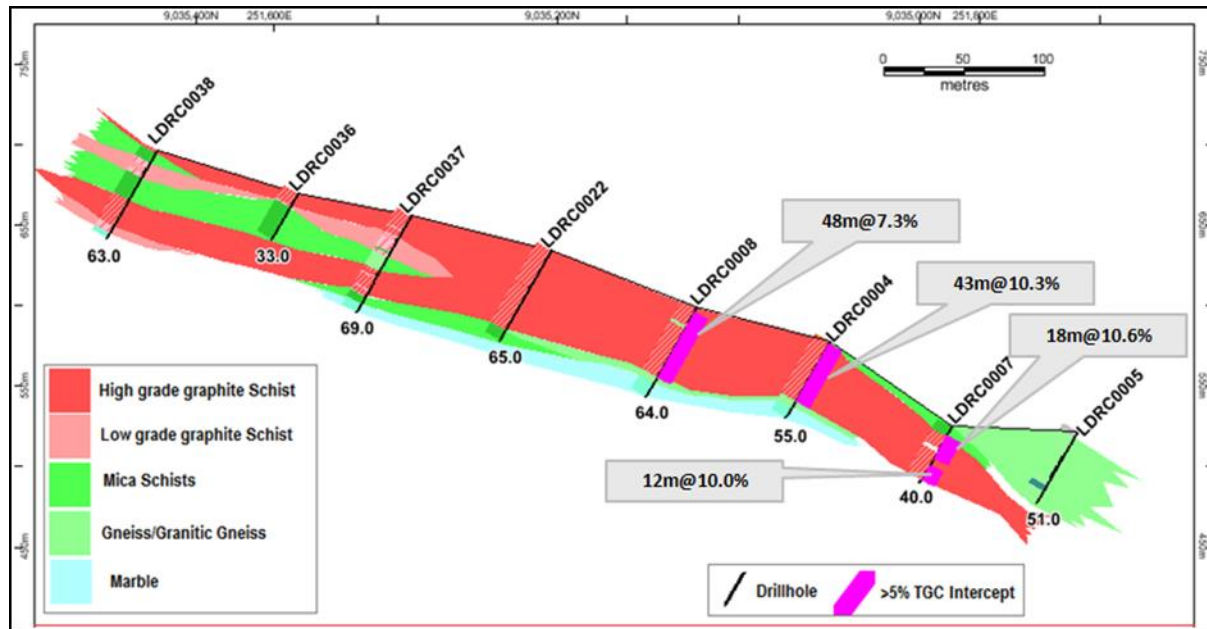 9,035,400N 251,600E 9,035,200N 9,035,000N 251,800E
750m 750m
0 50 100
metres
LDRC0038
LDRC0036
LDRC0037
LDRC0022
LDRC0008
LDRC0004
LDRC0007
LDRC0005
650m 650m
550m 550m
450m 450m
48m@7.3%
43m@10.3%
18m@10.6%
12m@10.0%
63.0
33.0
69.0
65.0
64.0
55.0
40.0
51.0
High grade graphite Schist
Low grade graphite Schist
Mica Schists
Gneiss/Granitic Gneiss
Marble
Drillhole >5% TGC Intercept